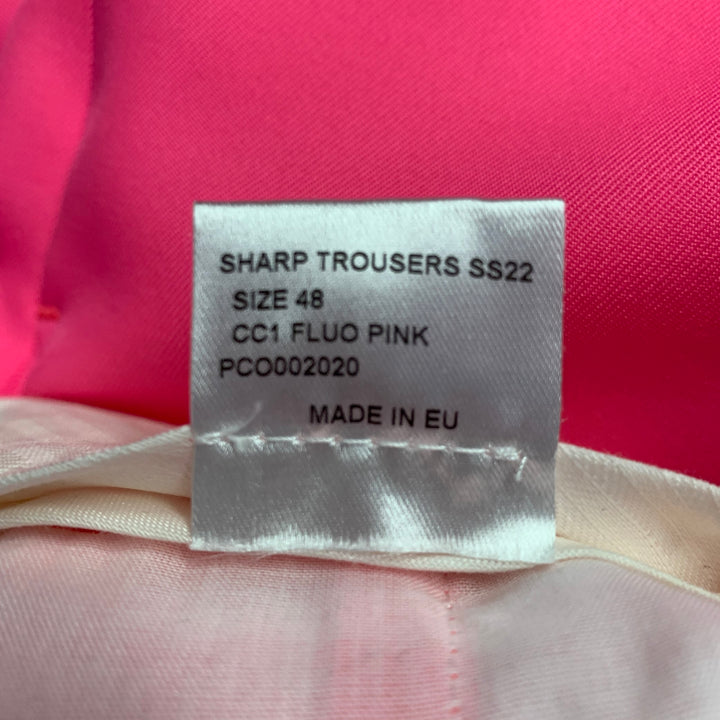 SHARP TROUSERS SS22
SIZE 48
CC1 FLUO PINK
PCO002020
MADE IN EU